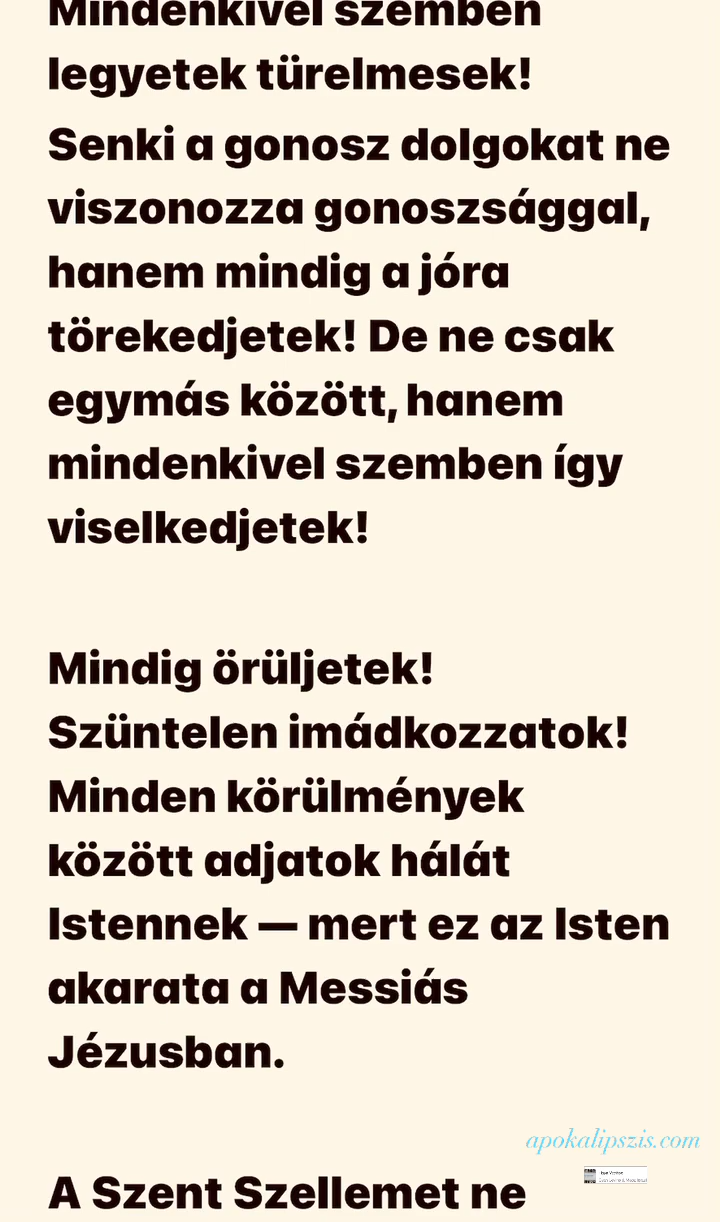 Mindenkivel szemben
legyetek türelmesek!
Senki a gonosz dolgokat ne
viszonozza gonoszsággal,
hanem mindig a jóra
törekedjetek! De ne csak
egymás között, hanem
mindenkivel szemben így
viselkedjetek!
Mindig örüljetek!
Szüntelen imádkozzatok!
Minden körülmények
között adjatok hálát
Istennek — mert ez az Isten
akarata a Messiás
Jézusban.
apokalipszis.com
A Szent Szellemet ne